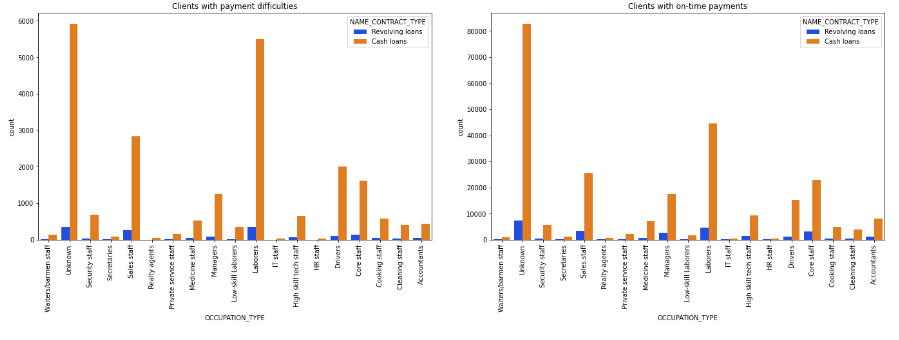 Clients with payment difficulties
6000
5000
4000
3000
2000
1000
0
count
NAME_CONTRACT_TYPE
Revolving loans
Cash loans
Waiters/barmen staff
Unknown
Security staff
Secretaries
Sales staff
Realty agents
Private service staff
Medicine staff
Managers
Low-skill Laborers
Laborers
IT staff
High skill tech staff
HR staff
Drivers
Core staff
Cooking staff
Cleaning staff
Accountants
OCCUPATION_TYPE
Clients with on-time payments
80000
70000
60000
50000
40000
30000
20000
10000
0
count
NAME_CONTRACT_TYPE
Revolving loans
Cash loans
Waiters/barmen staff
Unknown
Security staff
Secretaries
Sales staff
Realty agents
Private service staff
Medicine staff
Managers
Low-skill Laborers
Laborers
IT staff
High skill tech staff
HR staff
Drivers
Core staff
Cooking staff
Cleaning staff
Accountants
OCCUPATION_TYPE